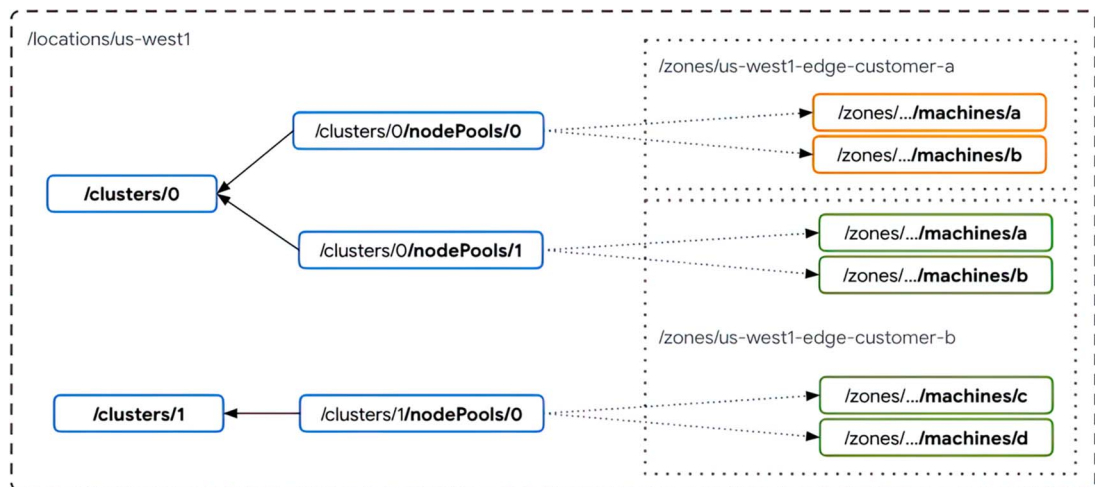 /locations/us-west1
/zones/us-west1-edge-customer-a
/zones/.../machines/a
/clusters/0/nodePools/0
/zones/.../machines/b
/clusters/0
/zones/.../machines/a
/clusters/0/nodePools/1
/zones/.../machines/b
/zones/us-west1-edge-customer-b
/zones/.../machines/c
/clusters/1
/clusters/1/nodePools/0
/zones/.../machines/d